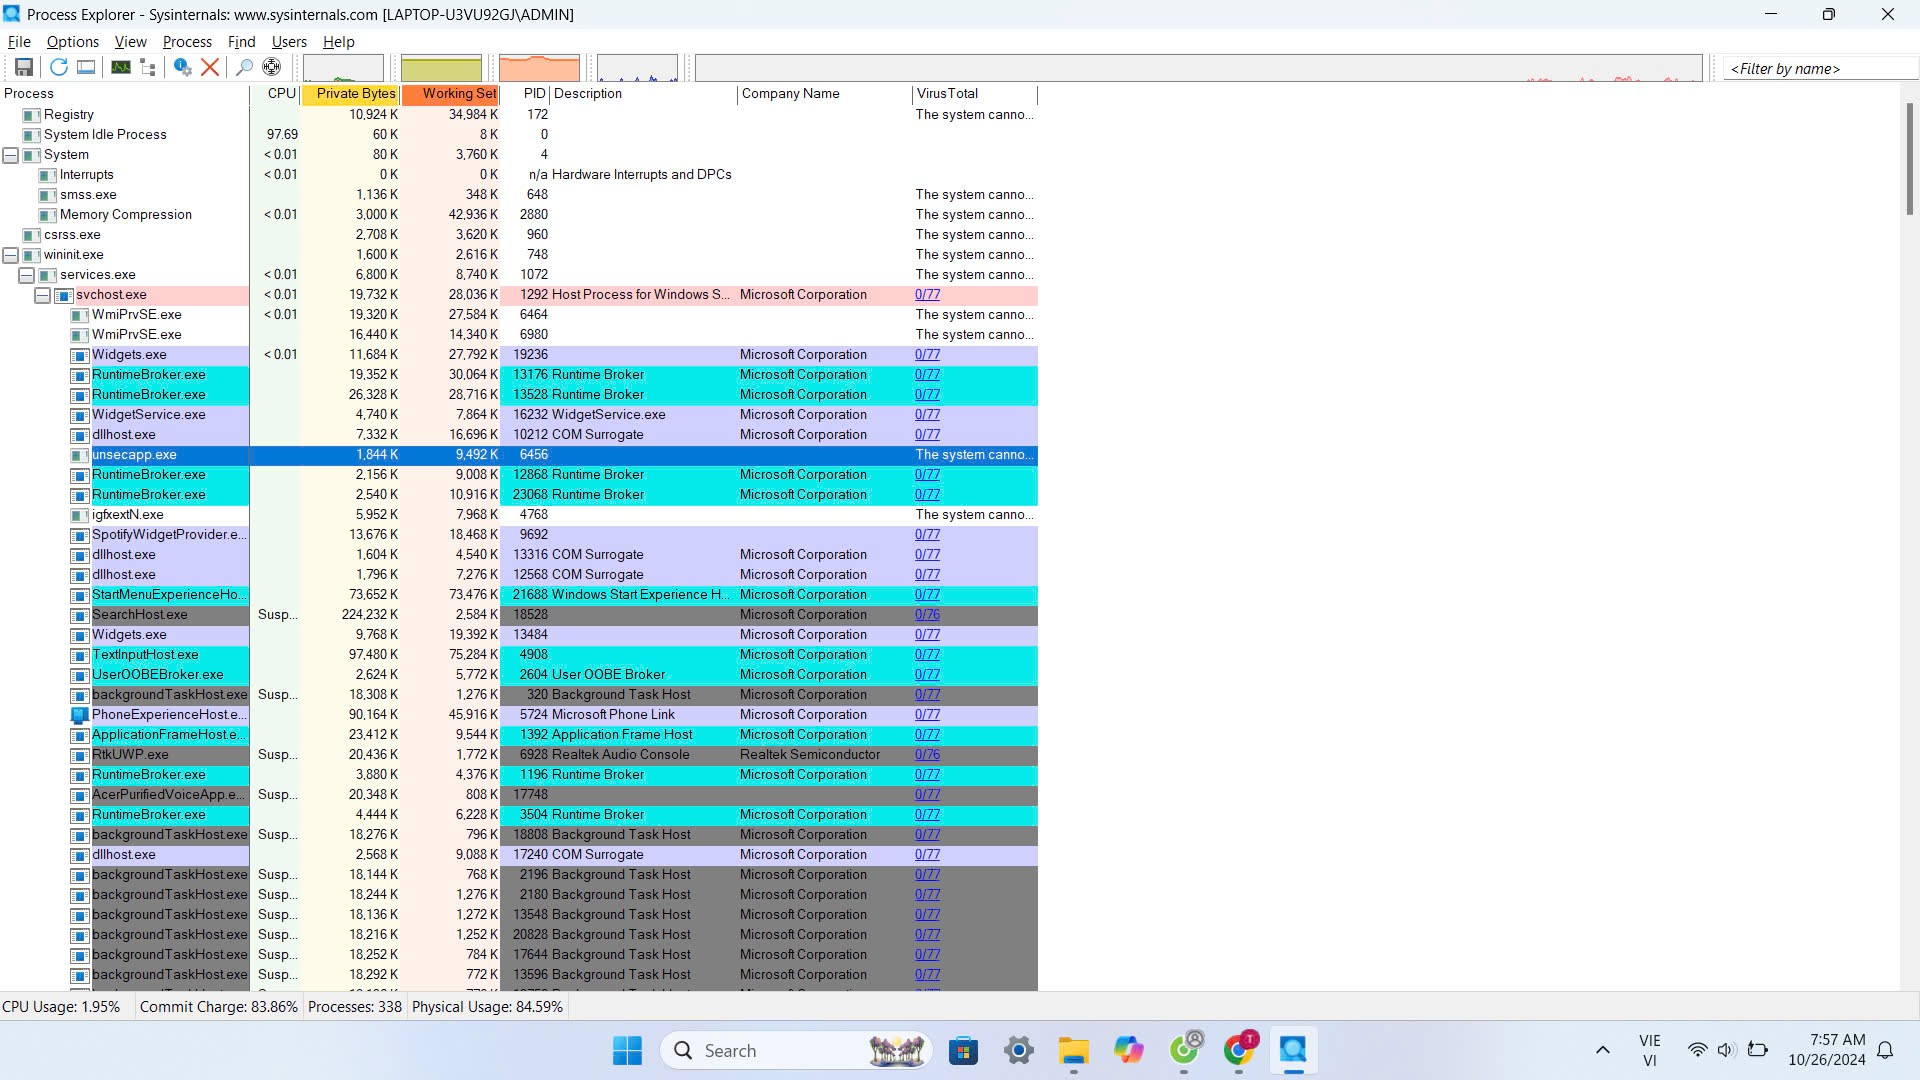 Process Explorer - Sysinternals: www.sysinternals.com [LAPTOP-U3VU92GJ\ADMIN]
File Options View Process Find Users Help
<Filter by name>
Process CPU Private Bytes Working Set PID Description Company Name VirusTotal
Registry 10,924 K 34,984 K 172 The system canno...
System Idle Process 97.69 60 K 8 K 0
System < 0.01 80 K 3,760 K 4
Interrupts < 0.01 0 K 0 K n/a Hardware Interrupts and DPCs
smss.exe 1,136 K 348 K 648 The system canno...
Memory Compression < 0.01 3,000 K 42,936 K 2880 The system canno...
csrss.exe 2,708 K 3,620 K 960 The system canno...
wininit.exe 1,600 K 2,616 K 748 The system canno...
services.exe < 0.01 6,800 K 8,740 K 1072 The system canno...
svchost.exe < 0.01 19,732 K 28,036 K 1292 Host Process for Windows S... Microsoft Corporation 0/77
WmiPrvSE.exe < 0.01 19,320 K 27,584 K 6464 The system canno...
WmiPrvSE.exe 16,440 K 14,340 K 6980 The system canno...
Widgets.exe < 0.01 11,684 K 27,792 K 19236 Microsoft Corporation 0/77
RuntimeBroker.exe 19,352 K 30,064 K 13176 Runtime Broker Microsoft Corporation 0/77
RuntimeBroker.exe 26,328 K 28,716 K 13528 Runtime Broker Microsoft Corporation 0/77
WidgetService.exe 4,740 K 7,864 K 16232 WidgetService.exe Microsoft Corporation 0/77
dllhost.exe 7,332 K 16,696 K 10212 COM Surrogate Microsoft Corporation 0/77
unsecapp.exe 1,844 K 9,492 K 6456 The system canno...
RuntimeBroker.exe 2,156 K 9,008 K 12868 Runtime Broker Microsoft Corporation 0/77
RuntimeBroker.exe 2,540 K 10,916 K 23068 Runtime Broker Microsoft Corporation 0/77
igfxextN.exe 5,952 K 7,968 K 4768 The system canno...
SpotifyWidgetProvider.e... 13,676 K 18,468 K 9692 0/77
dllhost.exe 1,604 K 4,540 K 13316 COM Surrogate Microsoft Corporation 0/77
dllhost.exe 1,796 K 7,276 K 12568 COM Surrogate Microsoft Corporation 0/77
StartMenuExperienceHo... 73,652 K 73,476 K 21688 Windows Start Experience H... Microsoft Corporation 0/77
SearchHost.exe Susp... 224,232 K 2,584 K 18528 Microsoft Corporation 0/76
Widgets.exe 9,768 K 19,392 K 13484 Microsoft Corporation 0/77
TextInputHost.exe 97,480 K 75,284 K 4908 Microsoft Corporation 0/77
UserOOBEBroker.exe 2,624 K 5,772 K 2604 User OOBE Broker Microsoft Corporation 0/77
backgroundTaskHost.exe Susp... 18,308 K 1,276 K 320 Background Task Host Microsoft Corporation 0/77
PhoneExperienceHost.e... 90,164 K 45,916 K 5724 Microsoft Phone Link Microsoft Corporation 0/77
ApplicationFrameHost.e... 23,412 K 9,544 K 1392 Application Frame Host Microsoft Corporation 0/77
RtkUWP.exe Susp... 20,436 K 1,772 K 6928 Realtek Audio Console Realtek Semiconductor 0/76
RuntimeBroker.exe 3,880 K 4,376 K 1196 Runtime Broker Microsoft Corporation 0/77
AcerPurifiedVoiceApp.e... Susp... 20,348 K 808 K 17748 0/77
RuntimeBroker.exe 4,444 K 6,228 K 3504 Runtime Broker Microsoft Corporation 0/77
backgroundTaskHost.exe Susp... 18,276 K 796 K 18808 Background Task Host Microsoft Corporation 0/77
dllhost.exe 2,568 K 9,088 K 17240 COM Surrogate Microsoft Corporation 0/77
backgroundTaskHost.exe Susp... 18,144 K 768 K 2196 Background Task Host Microsoft Corporation 0/77
backgroundTaskHost.exe Susp... 18,244 K 1,276 K 2180 Background Task Host Microsoft Corporation 0/77
backgroundTaskHost.exe Susp... 18,136 K 1,272 K 13548 Background Task Host Microsoft Corporation 0/77
backgroundTaskHost.exe Susp... 18,216 K 1,252 K 20828 Background Task Host Microsoft Corporation 0/77
backgroundTaskHost.exe Susp... 18,252 K 784 K 17644 Background Task Host Microsoft Corporation 0/77
backgroundTaskHost.exe Susp... 18,292 K 772 K 13596 Background Task Host Microsoft Corporation 0/77
CPU Usage: 1.95% Commit Charge: 83.86% Processes: 338 Physical Usage: 84.59%
Search
T
VIE
VI
7:57 AM
10/26/2024